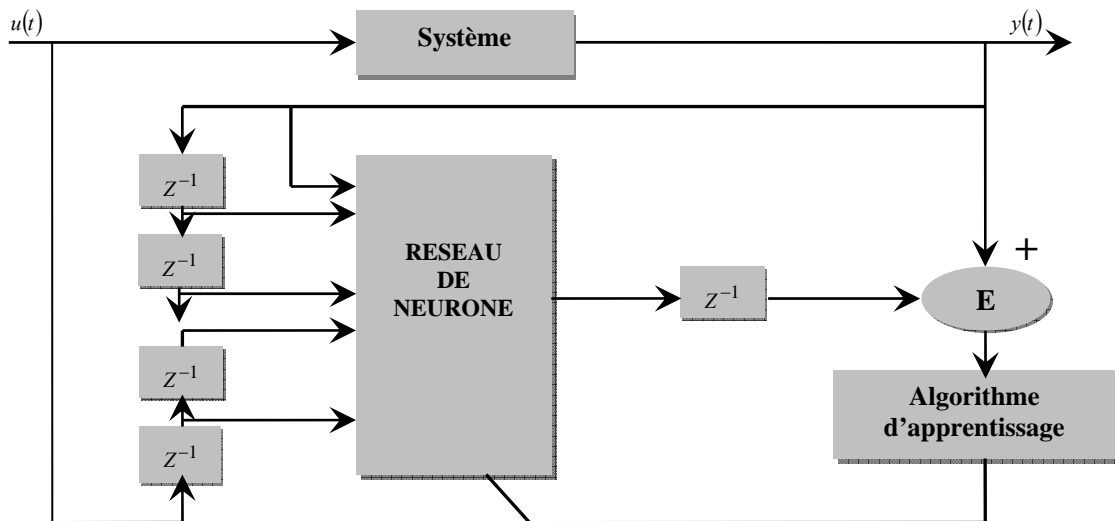 u(t)
Système
y(t)
Z⁻¹
Z⁻¹
RESEAU
DE
NEURONE
Z⁻¹
+
E
Z⁻¹
Z⁻¹
Algorithme
d'apprentissage